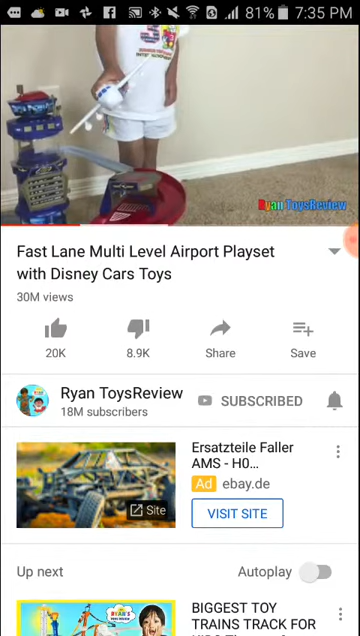 81% 7:35 PM
Ryan ToysReview
Fast Lane Multi Level Airport Playset
with Disney Cars Toys
30M views
20K
8.9K
Share
Save
Ryan ToysReview
18M subscribers
SUBSCRIBED
Ersatzteile Faller
AMS - H0...
Ad ebay.de
Site
VISIT SITE
Up next
Autoplay
BIGGEST TOY
TRAINS TRACK FOR